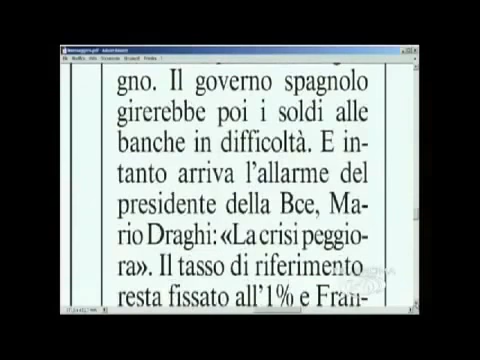 gno. Il governo spagnolo
girerebbe poi i soldi alle
banche in difficoltà. E in-
tanto arriva l'allarme del
presidente della Bce, Ma-
rio Draghi: «La crisi peggio-
ra». Il tasso di riferimento
resta fissato all'1% e Fran-